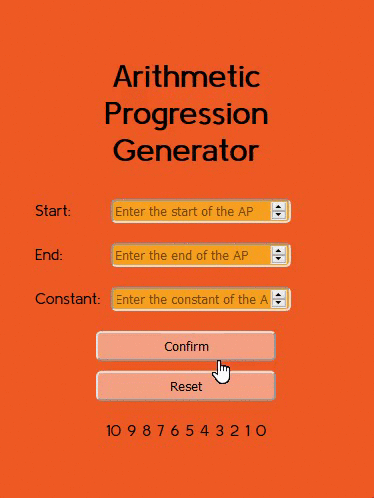 Arithmetic
Progression
Generator
Start: Enter the start of the AP
End: Enter the end of the AP
Constant: Enter the constant of the A
Confirm
Reset
10 9 8 7 6 5 4 3 2 1 0